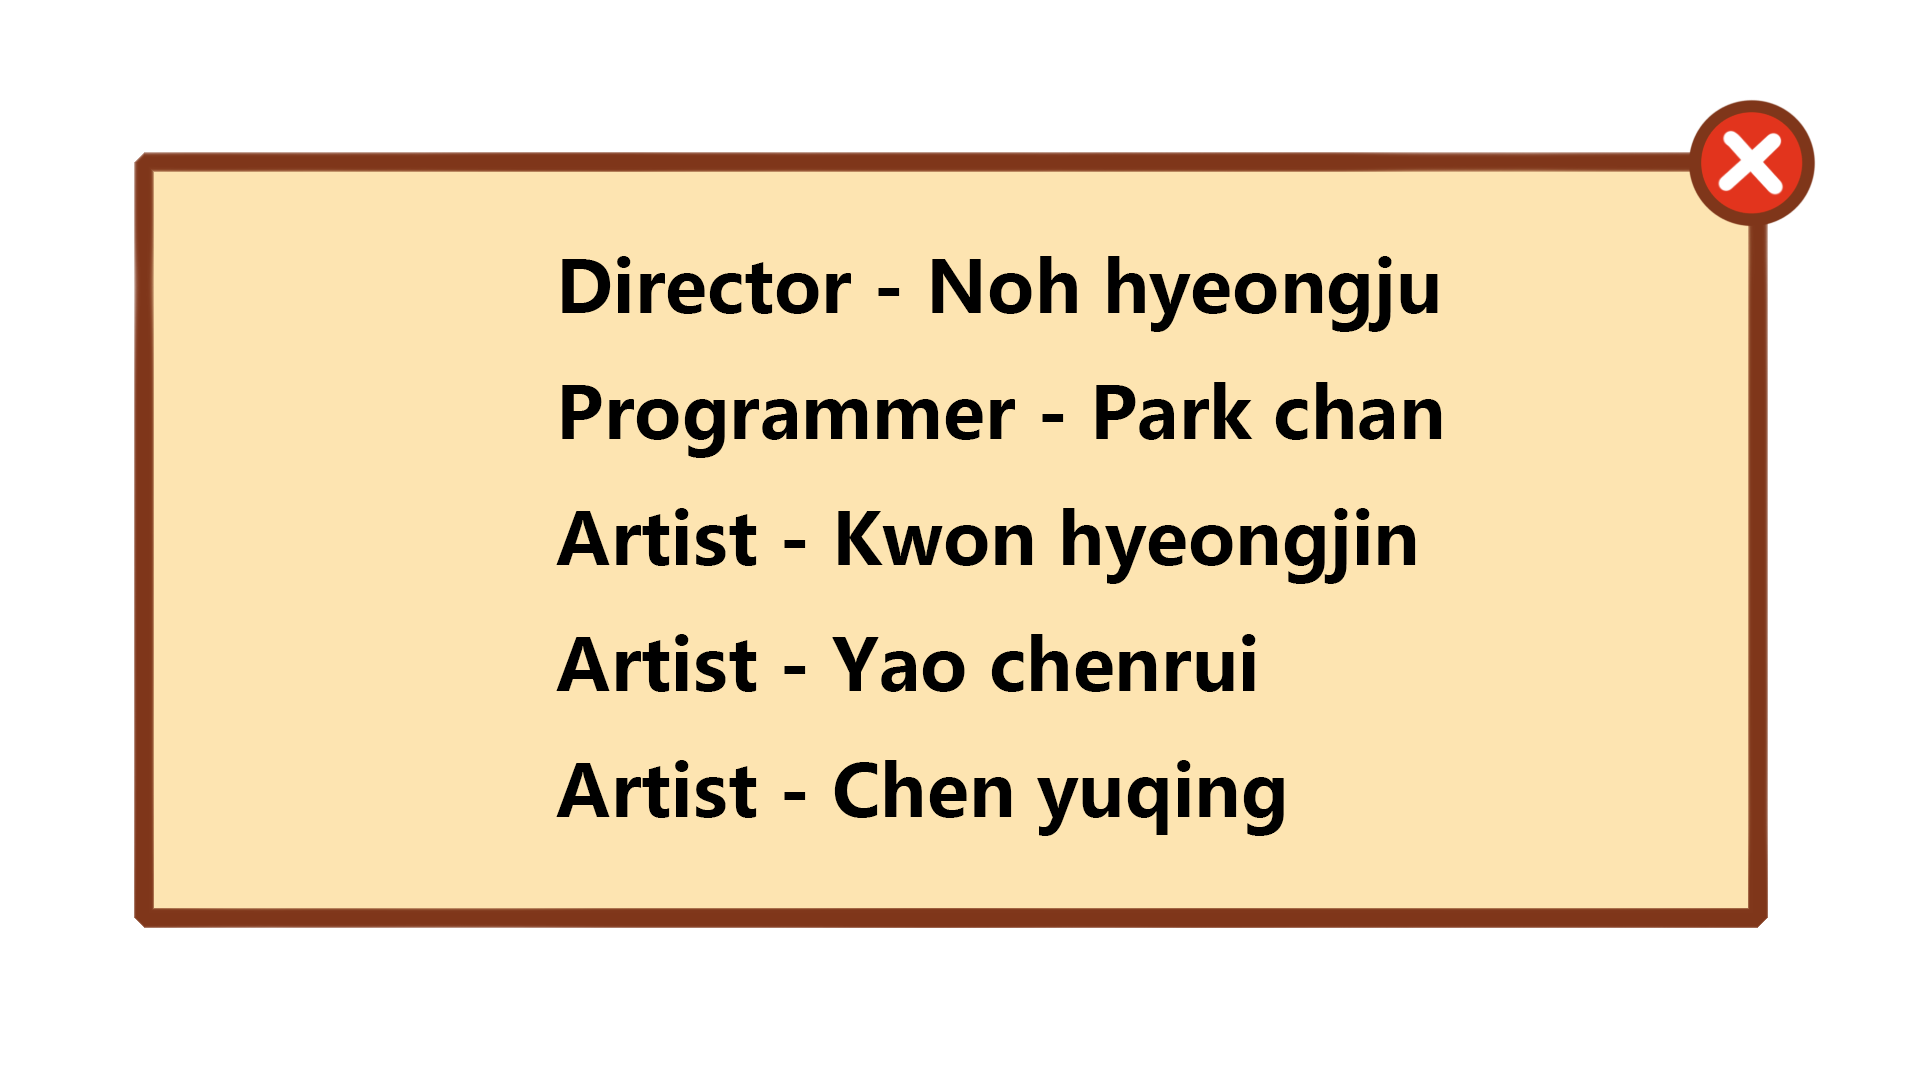 Director - Noh hyeongju
Programmer - Park chan
Artist - Kwon hyeongjin
Artist - Yao chenrui
Artist - Chen yuqing